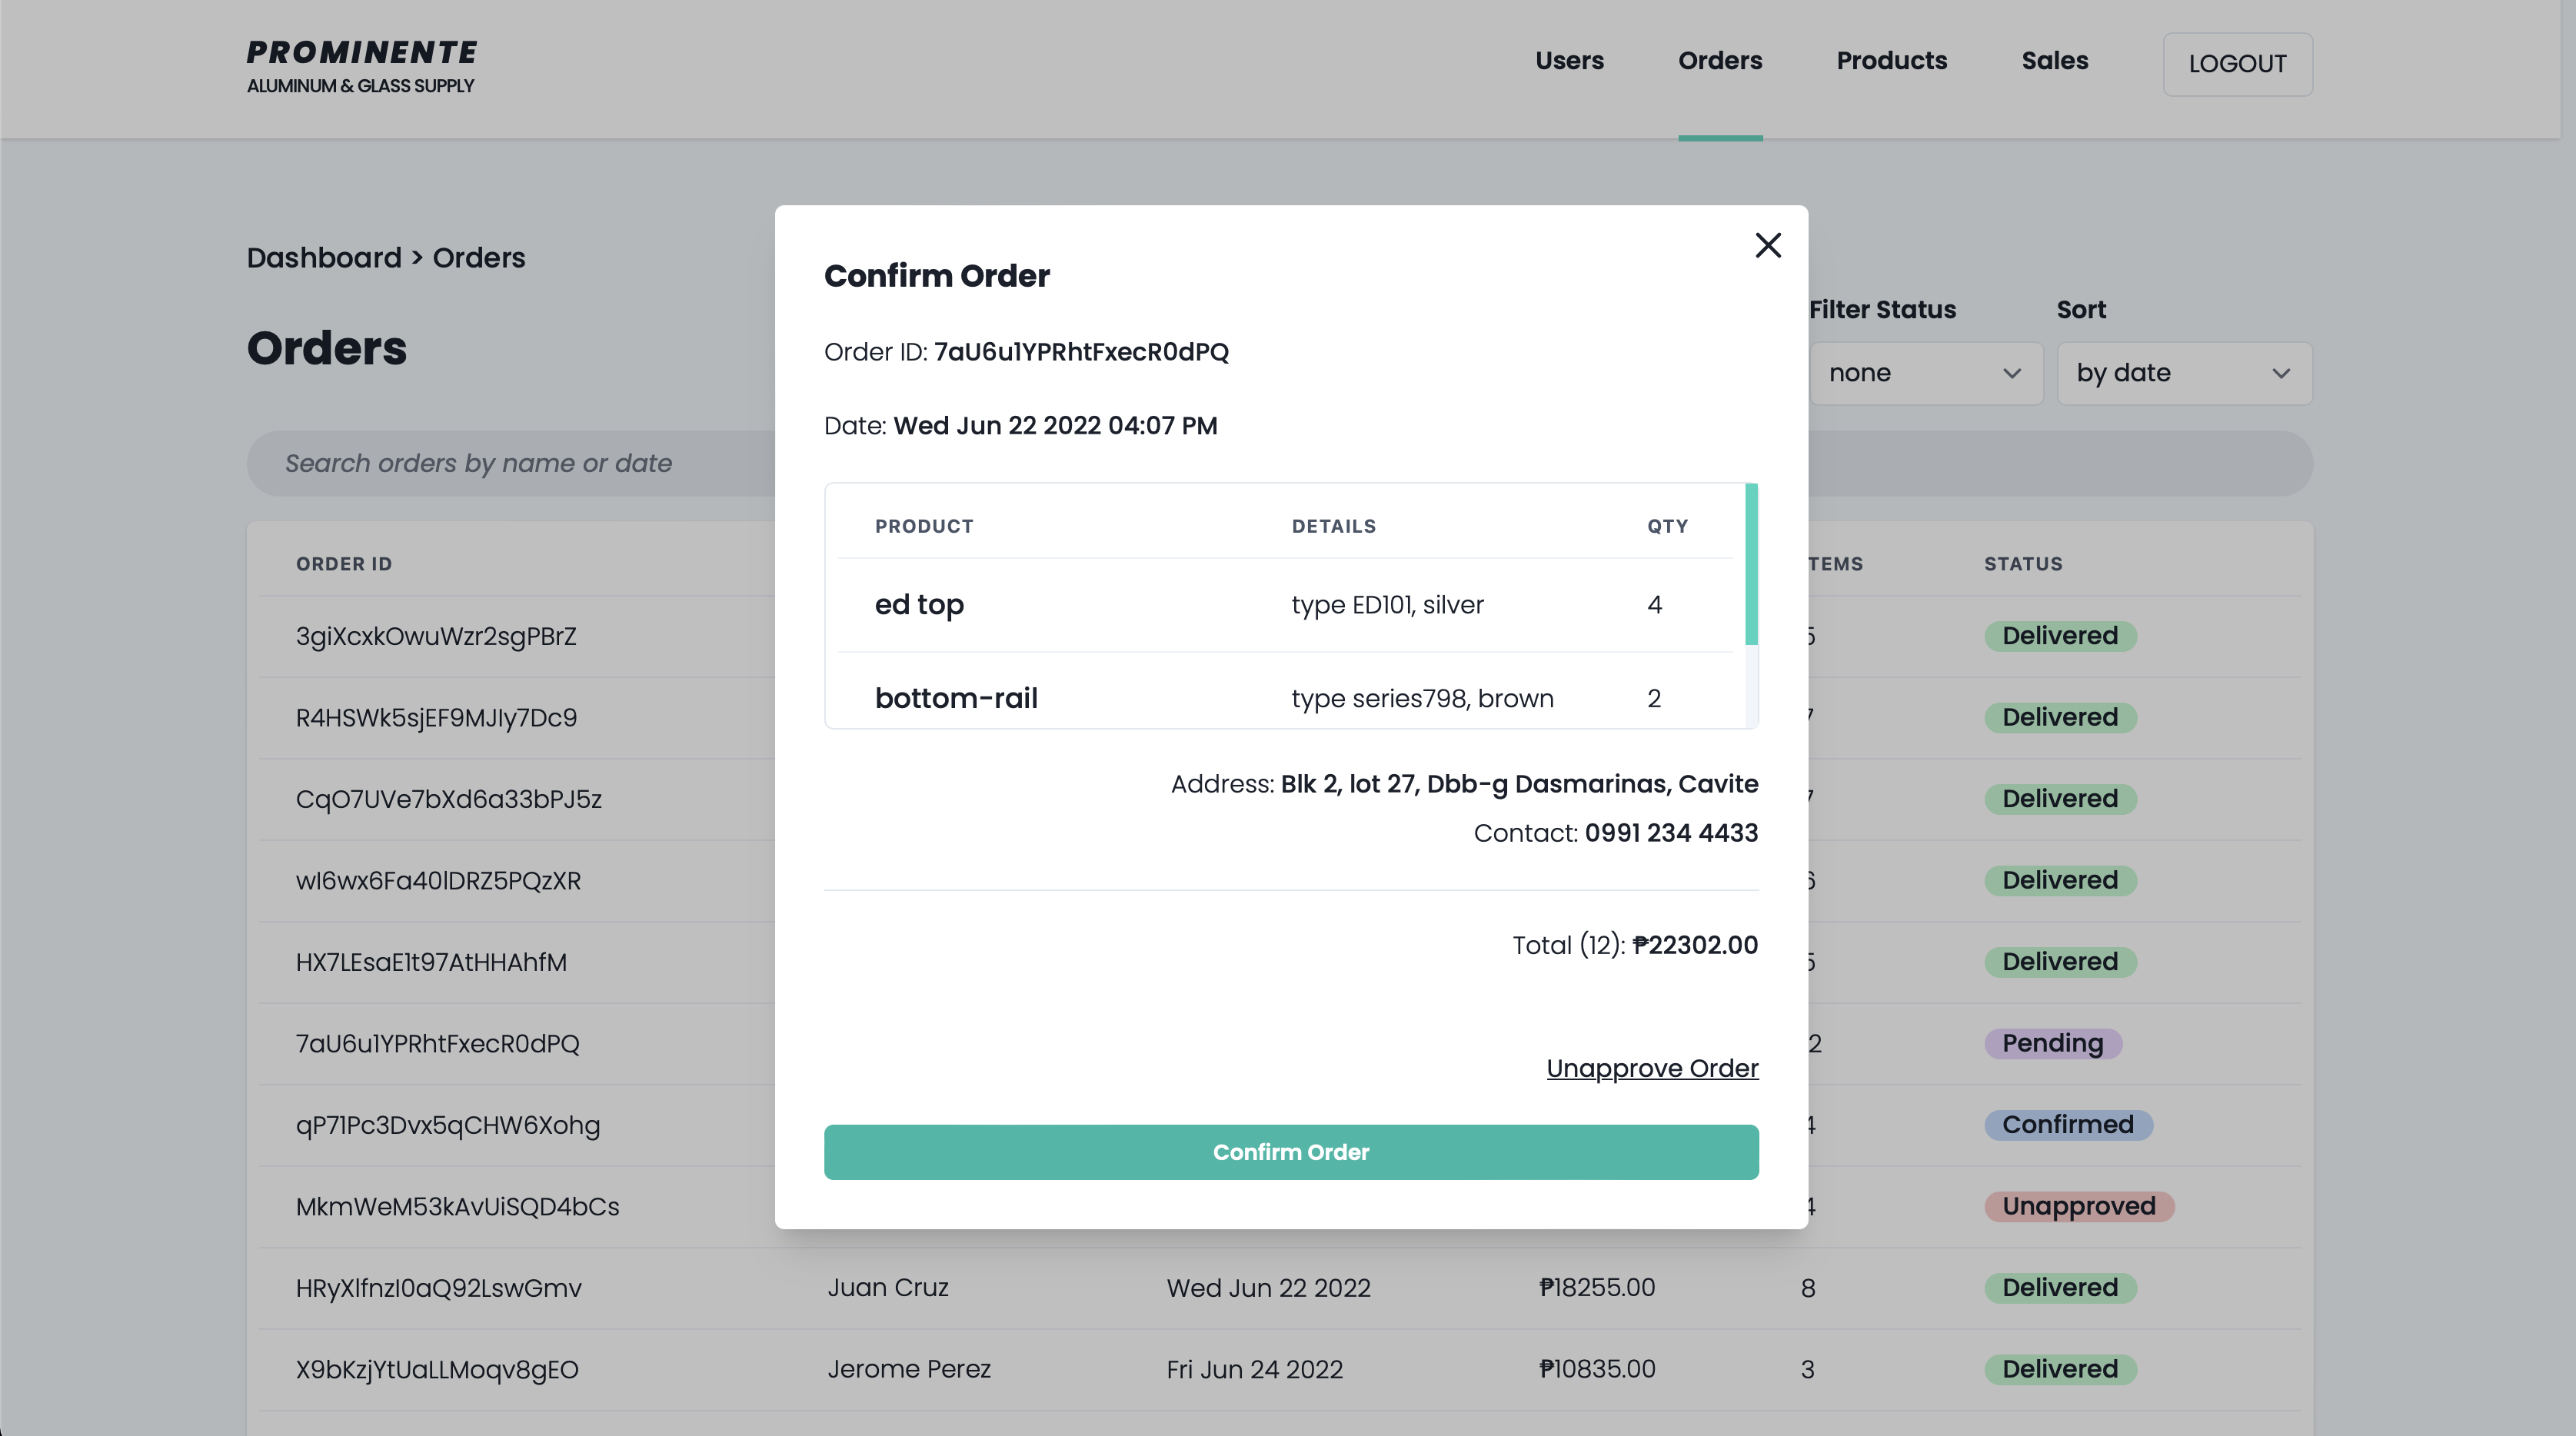 PROMINENTE
ALUMINUM & GLASS SUPPLY
Users Orders Products Sales LOGOUT
Dashboard > Orders
Orders
Filter Status Sort
none by date
Search orders by name or date
ORDER ID TEMS STATUS
3giXcxkOwuWzr2sgPBrZ 5 Delivered
R4HSWk5sjEF9MJIy7Dc9 7 Delivered
CqO7UVe7bXd6a33bPJ5z 7 Delivered
wI6wx6Fa40lDRZ5PQzXR 6 Delivered
HX7LEsaE1t97AtHHAhfM 5 Delivered
7aU6u1YPRhtFxecR0dPQ 2 Pending
qP71Pc3Dvx5qCHW6Xohg 4 Confirmed
MkmWeM53kAvUiSQD4bCs 4 Unapproved
HRyXlfnzI0aQ92LswGmv Juan Cruz Wed Jun 22 2022 ₱18255.00 8 Delivered
X9bKzjYtUaLLMoqv8gEO Jerome Perez Fri Jun 24 2022 ₱10835.00 3 Delivered
Confirm Order
Order ID: 7aU6u1YPRhtFxecR0dPQ
Date: Wed Jun 22 2022 04:07 PM
PRODUCT DETAILS QTY
ed top type ED101, silver 4
bottom-rail type series798, brown 2
Address: Blk 2, lot 27, Dbb-g Dasmarinas, Cavite
Contact: 0991 234 4433
Total (12): ₱22302.00
Unapprove Order
Confirm Order